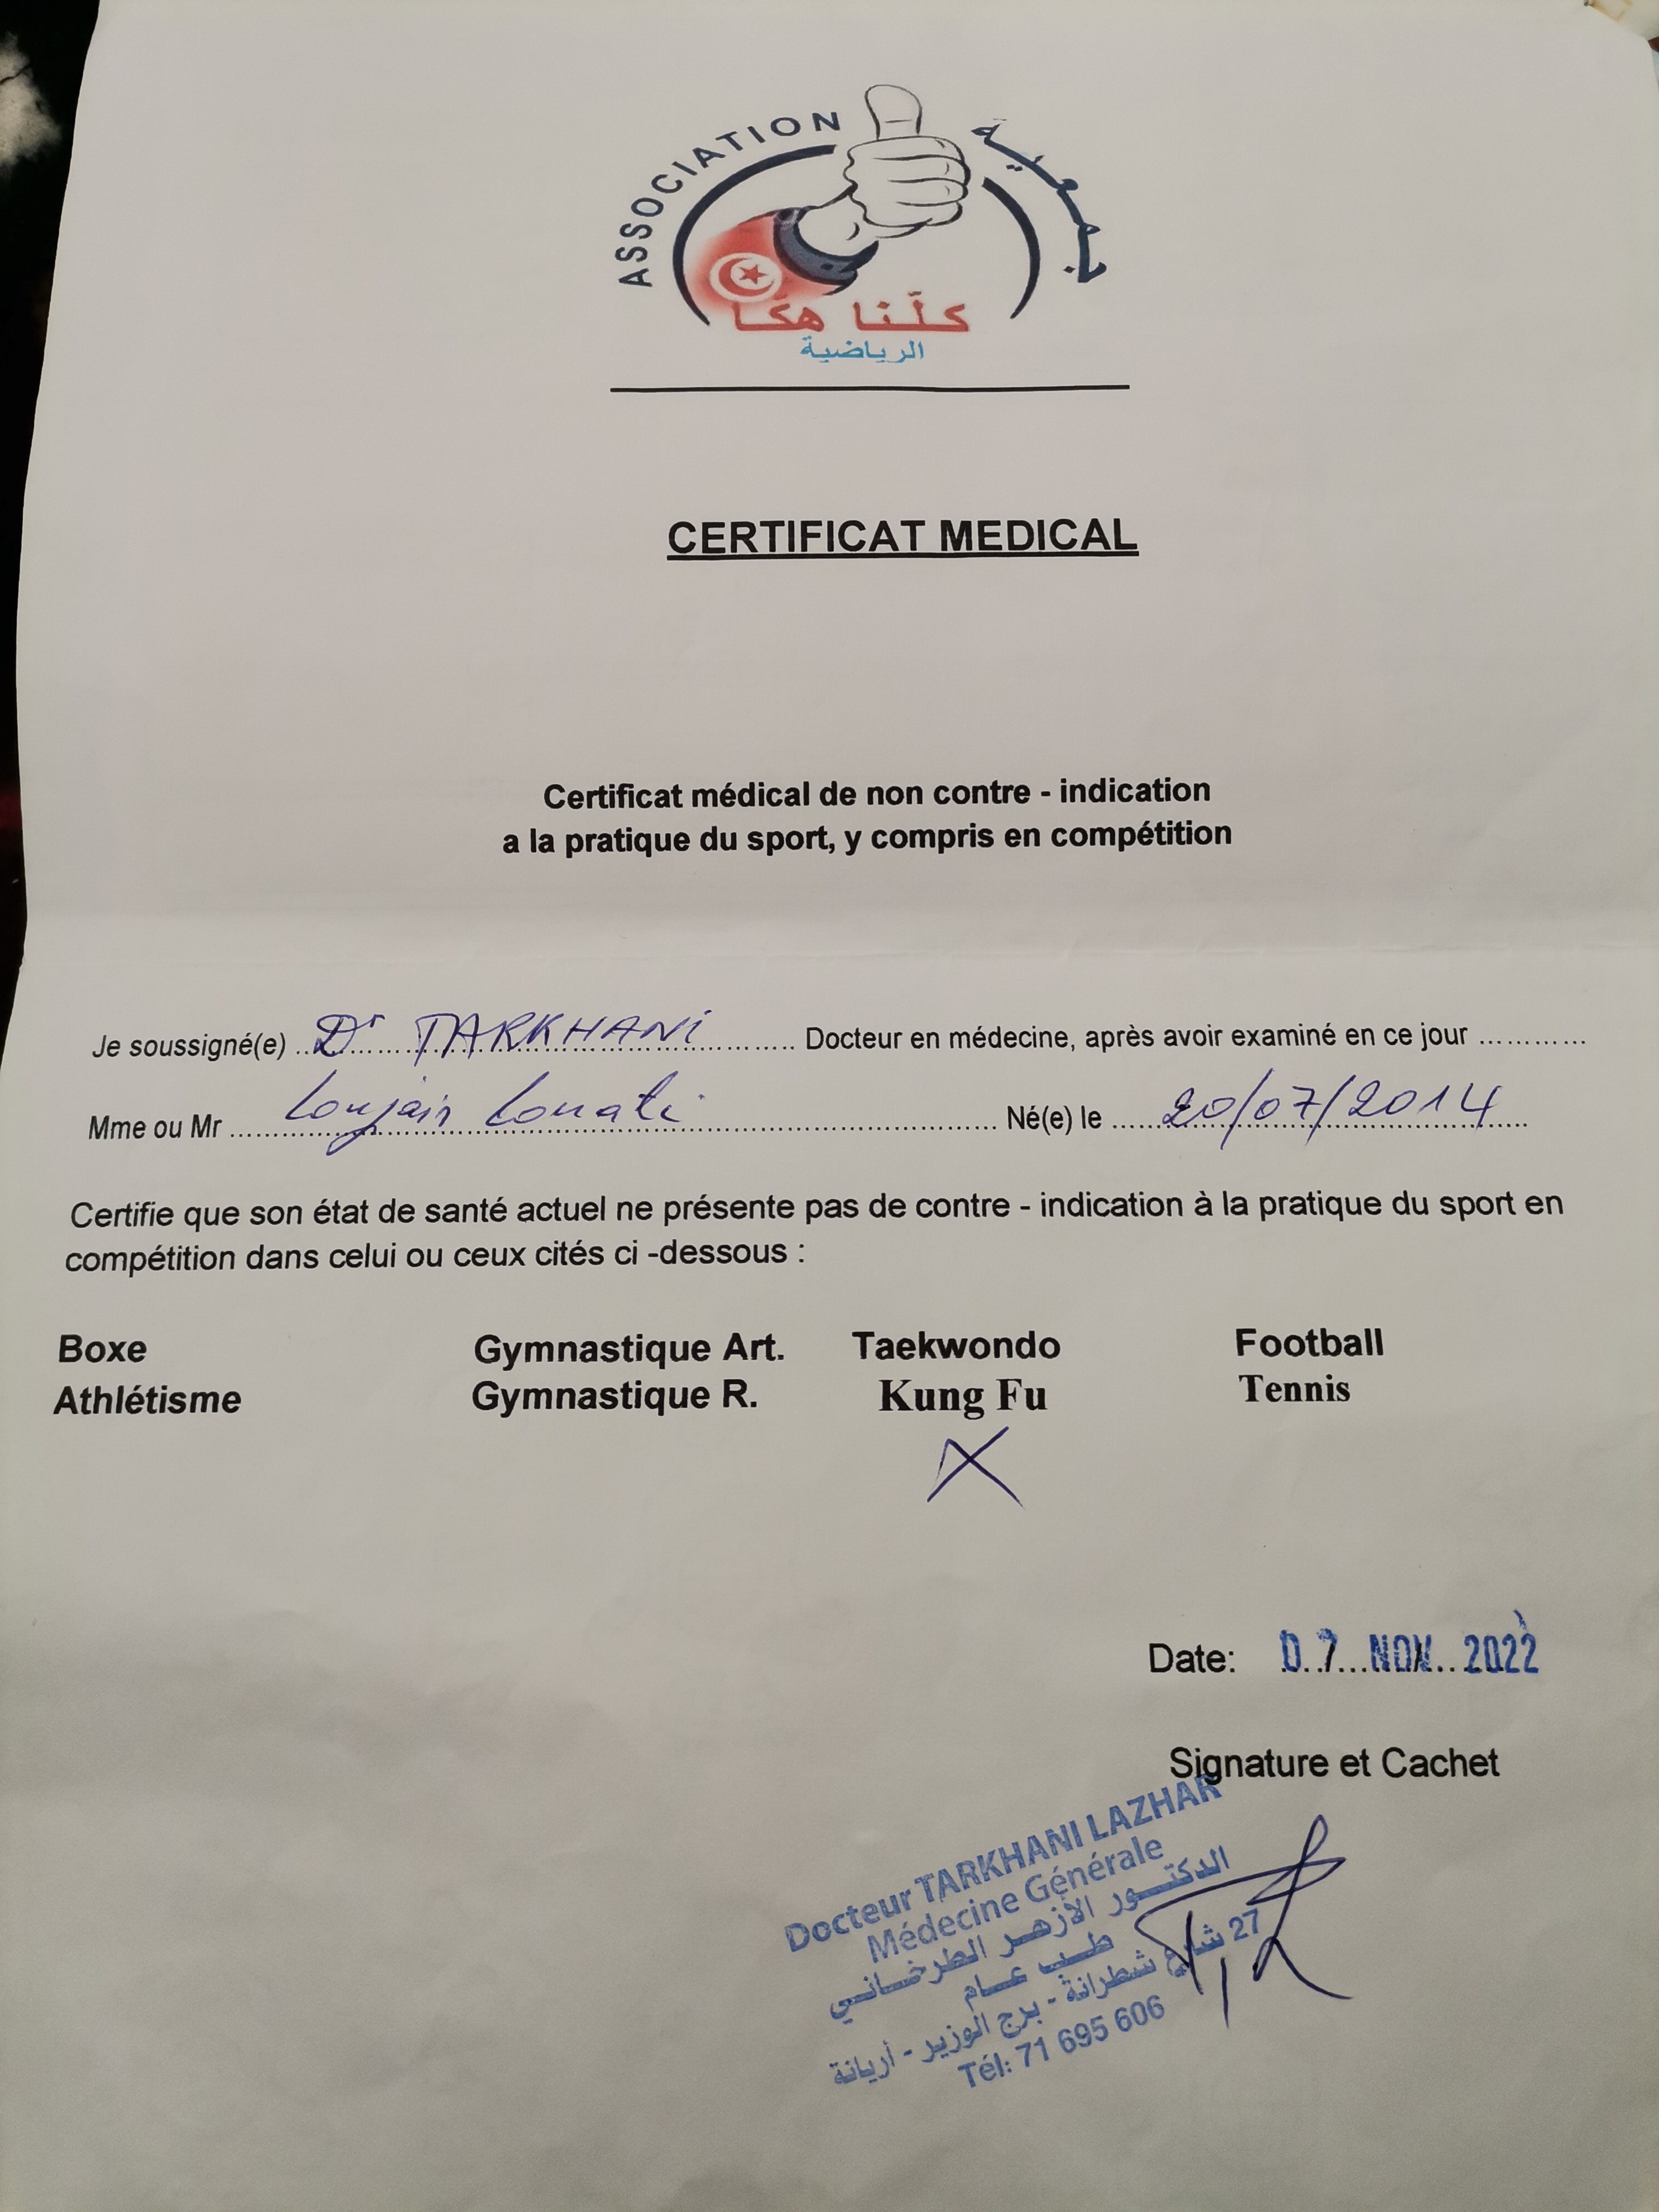 ASSOCIATION
جمعية
كلّنا هكا
الرياضية
CERTIFICAT MEDICAL
Certificat médical de non contre - indication
a la pratique du sport, y compris en compétition
Je soussigné(e) Dr TARKHANI Docteur en médecine, après avoir examiné en ce jour ...........
Mme ou Mr Loujain Louati Né(e) le 20/07/2014
Certifie que son état de santé actuel ne présente pas de contre - indication à la pratique du sport en
compétition dans celui ou ceux cités ci -dessous :
Boxe Gymnastique Art. Taekwondo Football
Athlétisme Gymnastique R. Kung Fu Tennis
X
Date: 07 NOV. 2022
Signature et Cachet
Docteur TARKHANI LAZHAR
Médecine Générale
الدكتور الأزهر الطرخاني
طب عام
27 شارع شطرانة - برج الوزير - أريانة
Tél: 71 695 606